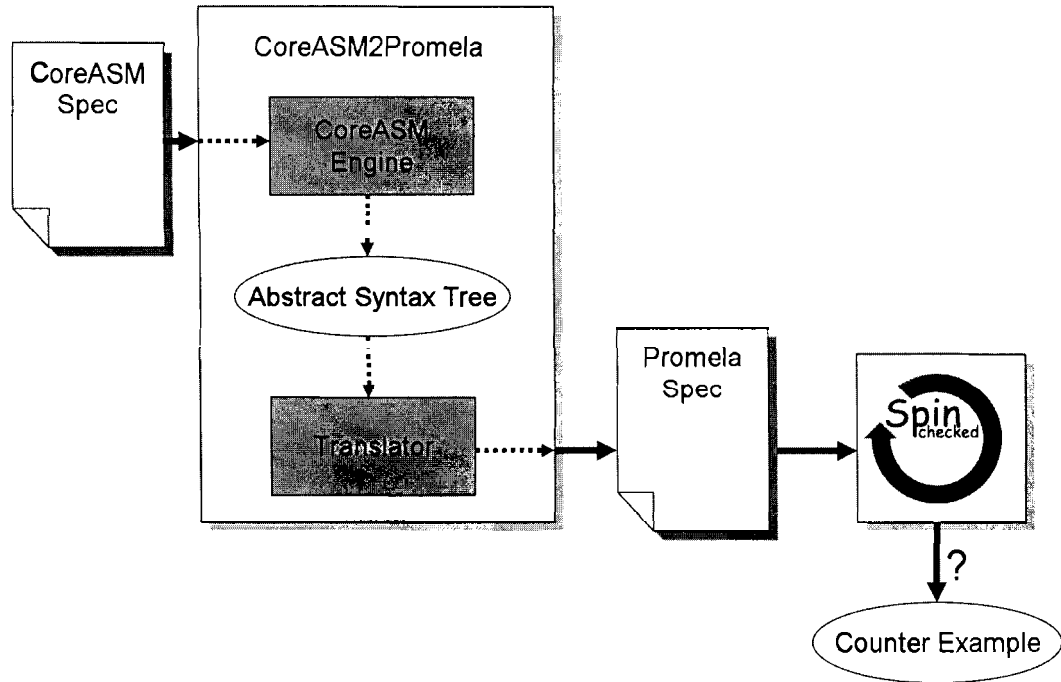 CoreASM
Spec
CoreASM2Promela
CoreASM
Engine
Abstract Syntax Tree
Translator
Promela
Spec
Spin
checked
?
Counter Example